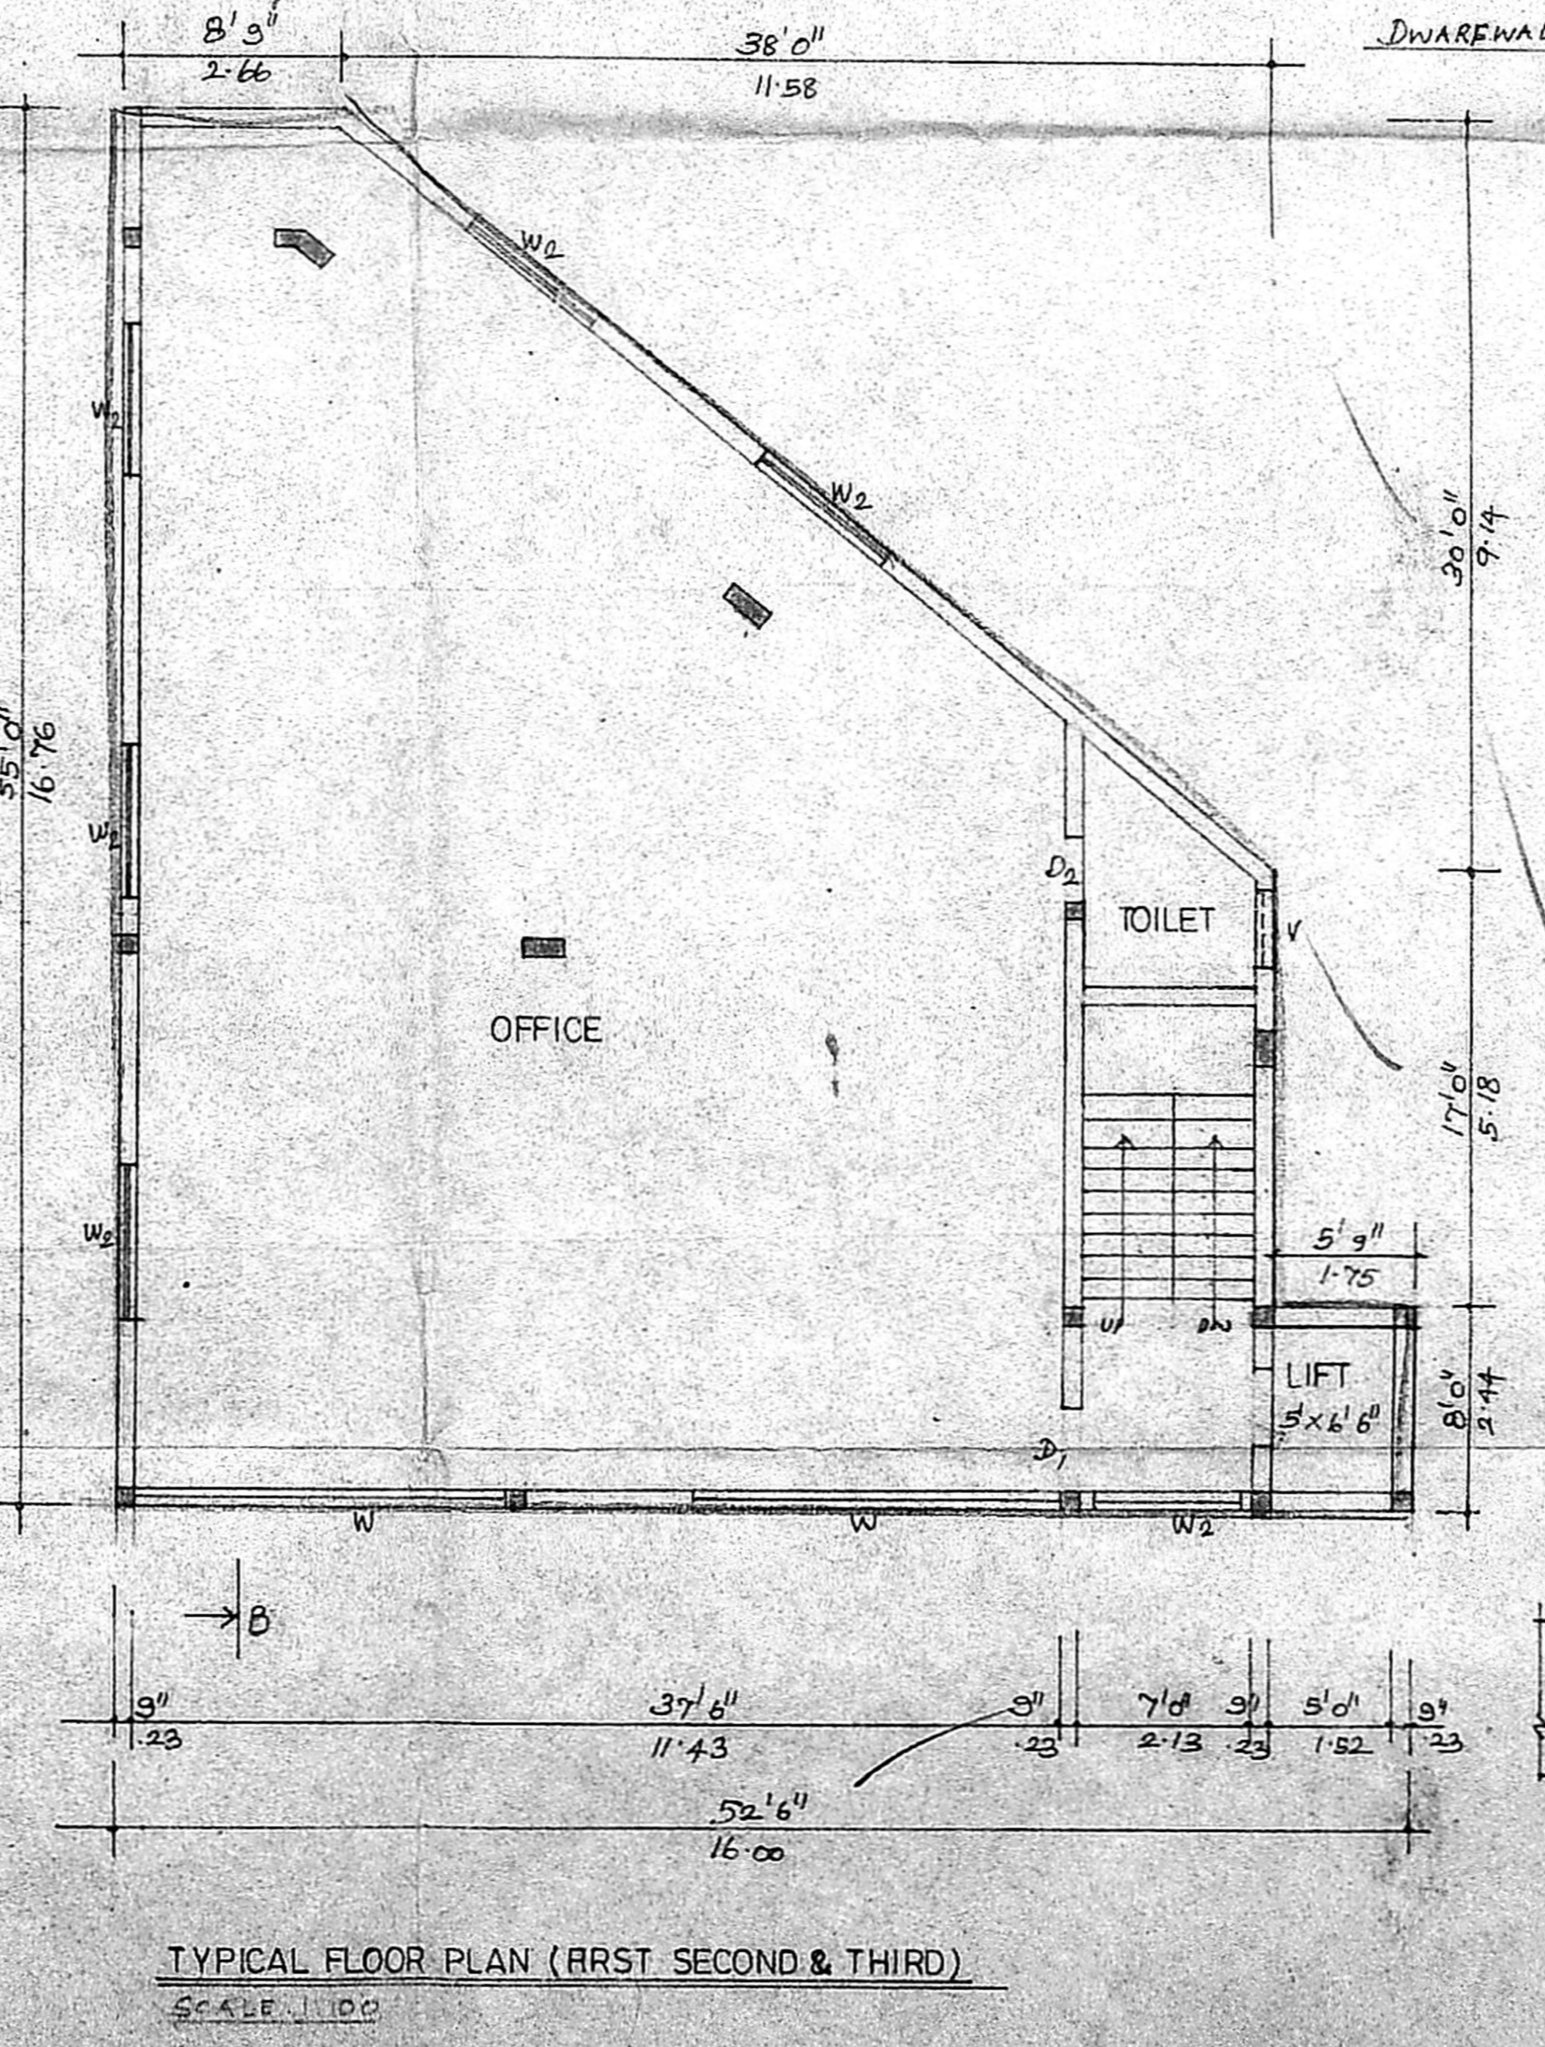 8'9"
2.66
38'0"
11.58
W2
W2
30'0"
9.14
W2
55'0"
16.76
W2
D2
TOILET
V
OFFICE
17'0"
5.18
W2
5'9"
1.75
UP
DN
LIFT
5'X6'6"
8'0"
2.44
D1
W
W
W2
B
9"
.23
37'6"
11.43
9"
.23
7'0"
2.13
9"
.23
5'0"
1.52
9"
.23
52'6"
16.00
TYPICAL FLOOR PLAN (FIRST SECOND & THIRD)
SCALE. 1:100